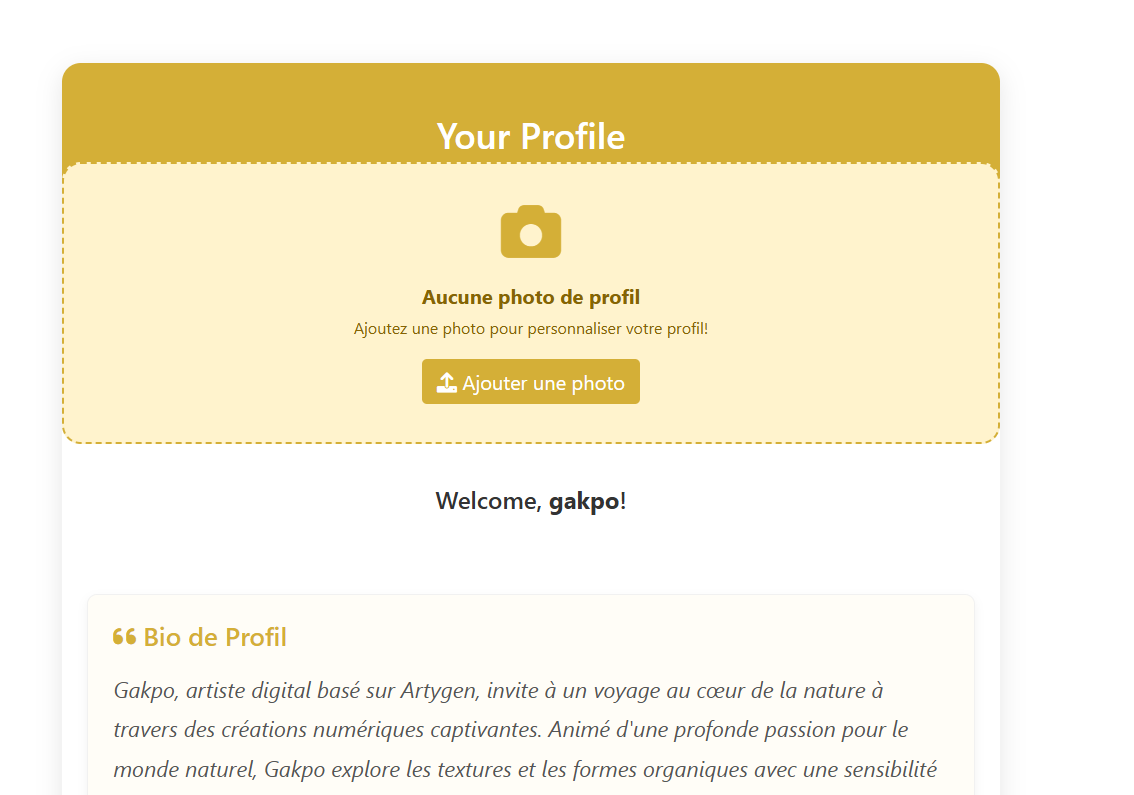 Your Profile
Aucune photo de profil
Ajoutez une photo pour personnaliser votre profil!
Ajouter une photo
Welcome, gakpo!
Bio de Profil
Gakpo, artiste digital basé sur Artygen, invite à un voyage au cœur de la nature à
travers des créations numériques captivantes. Animé d'une profonde passion pour le
monde naturel, Gakpo explore les textures et les formes organiques avec une sensibilité